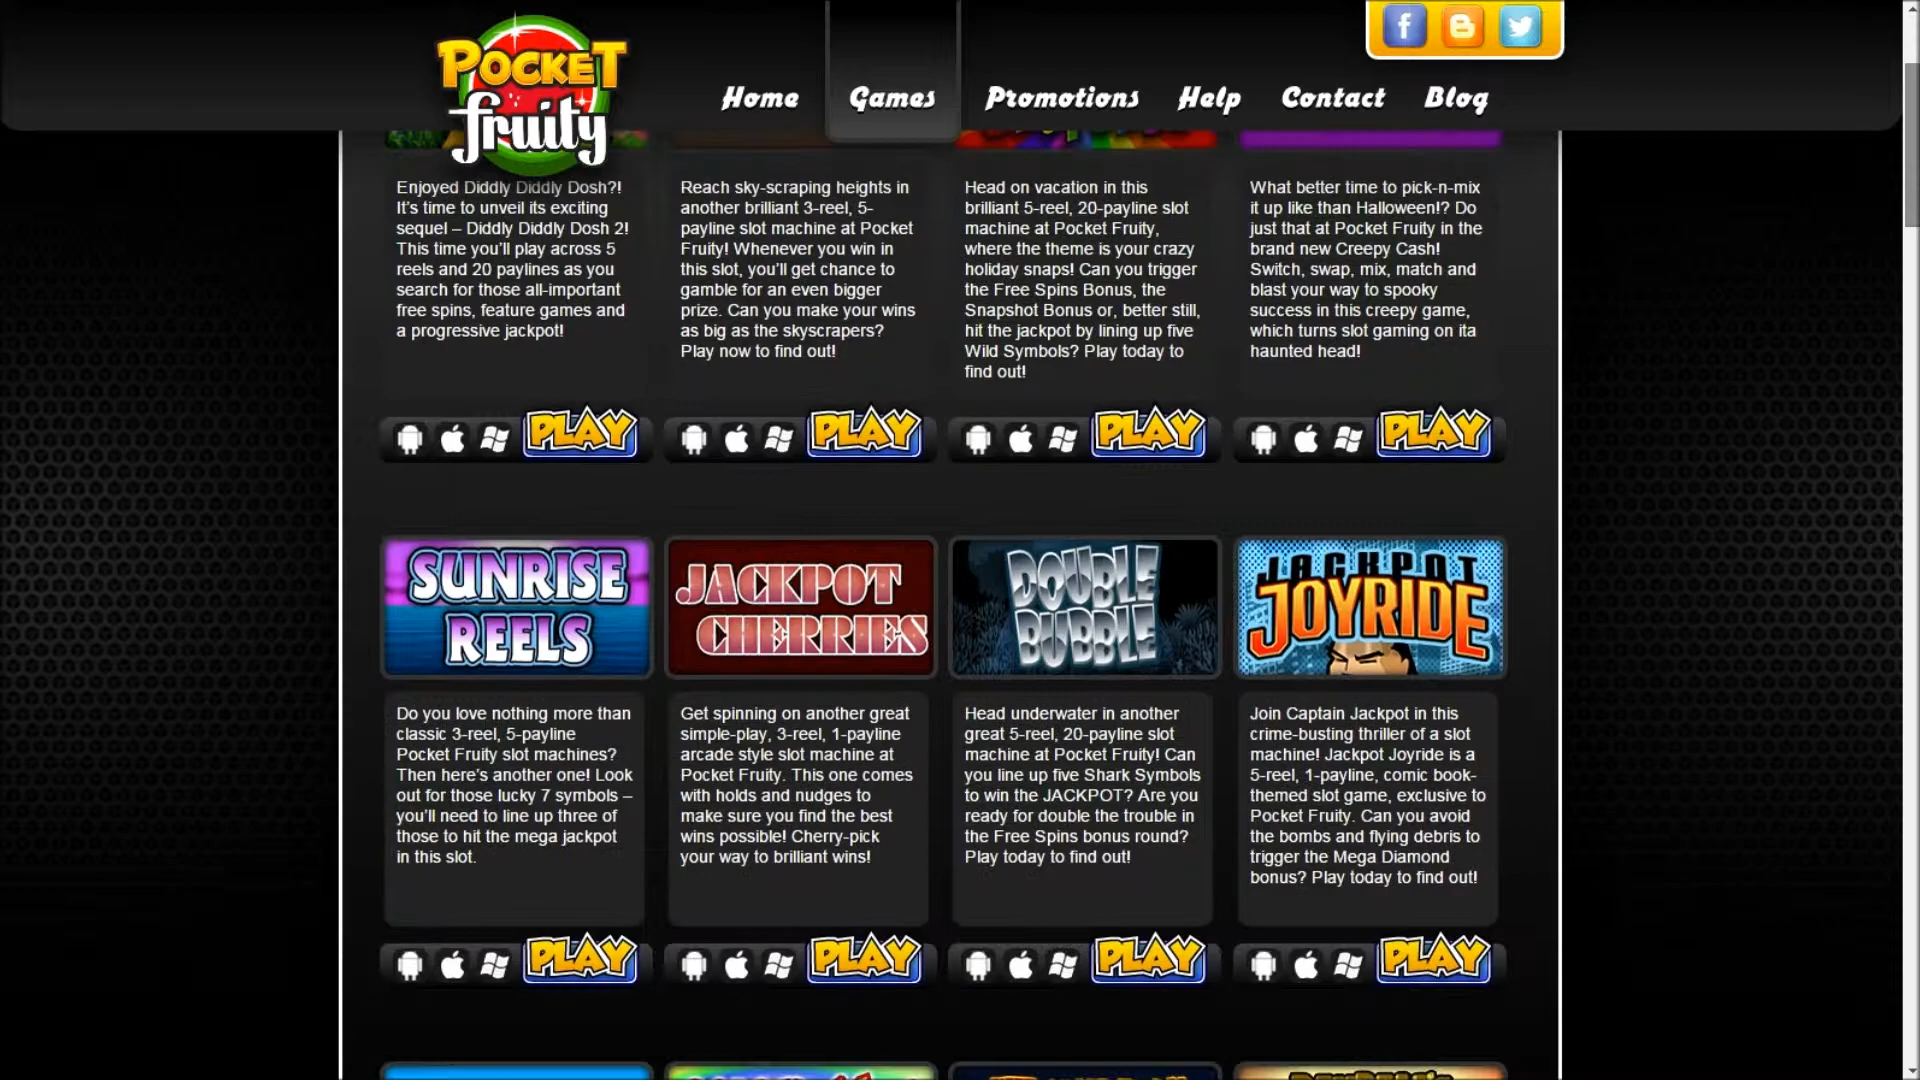 POCKET
fruity
Home
Games
Promotions
Help
Contact
Blog
Enjoyed Diddly Diddly Dosh?!
It's time to unveil its exciting
sequel – Diddly Diddly Dosh 2!
This time you'll play across 5
reels and 20 paylines as you
search for those all-important
free spins, feature games and
a progressive jackpot!
Reach sky-scraping heights in
another brilliant 3-reel, 5-
payline slot machine at Pocket
Fruity! Whenever you win in
this slot, you'll get chance to
gamble for an even bigger
prize. Can you make your wins
as big as the skyscrapers?
Play now to find out!
Head on vacation in this
brilliant 5-reel, 20-payline slot
machine at Pocket Fruity,
where the theme is your crazy
holiday snaps! Can you trigger
the Free Spins Bonus, the
Snapshot Bonus or, better still,
hit the jackpot by lining up five
Wild Symbols? Play today to
find out!
What better time to pick-n-mix
it up like than Halloween!? Do
just that at Pocket Fruity in the
brand new Creepy Cash!
Switch, swap, mix, match and
blast your way to spooky
success in this creepy game,
which turns slot gaming on ita
haunted head!
PLAY
PLAY
PLAY
PLAY
SUNRISE
REELS
JACKPOT
CHERRIES
DOUBLE
BUBBLE
JACKPOT
JOYRIDE
Do you love nothing more than
classic 3-reel, 5-payline
Pocket Fruity slot machines?
Then here's another one! Look
out for those lucky 7 symbols –
you'll need to line up three of
those to hit the mega jackpot
in this slot.
Get spinning on another great
simple-play, 3-reel, 1-payline
arcade style slot machine at
Pocket Fruity. This one comes
with holds and nudges to
make sure you find the best
wins possible! Cherry-pick
your way to brilliant wins!
Head underwater in another
great 5-reel, 20-payline slot
machine at Pocket Fruity! Can
you line up five Shark Symbols
to win the JACKPOT? Are you
ready for double the trouble in
the Free Spins bonus round?
Play today to find out!
Join Captain Jackpot in this
crime-busting thriller of a slot
machine! Jackpot Joyride is a
5-reel, 1-payline, comic book-
themed slot game, exclusive to
Pocket Fruity. Can you avoid
the bombs and flying debris to
trigger the Mega Diamond
bonus? Play today to find out!
PLAY
PLAY
PLAY
PLAY